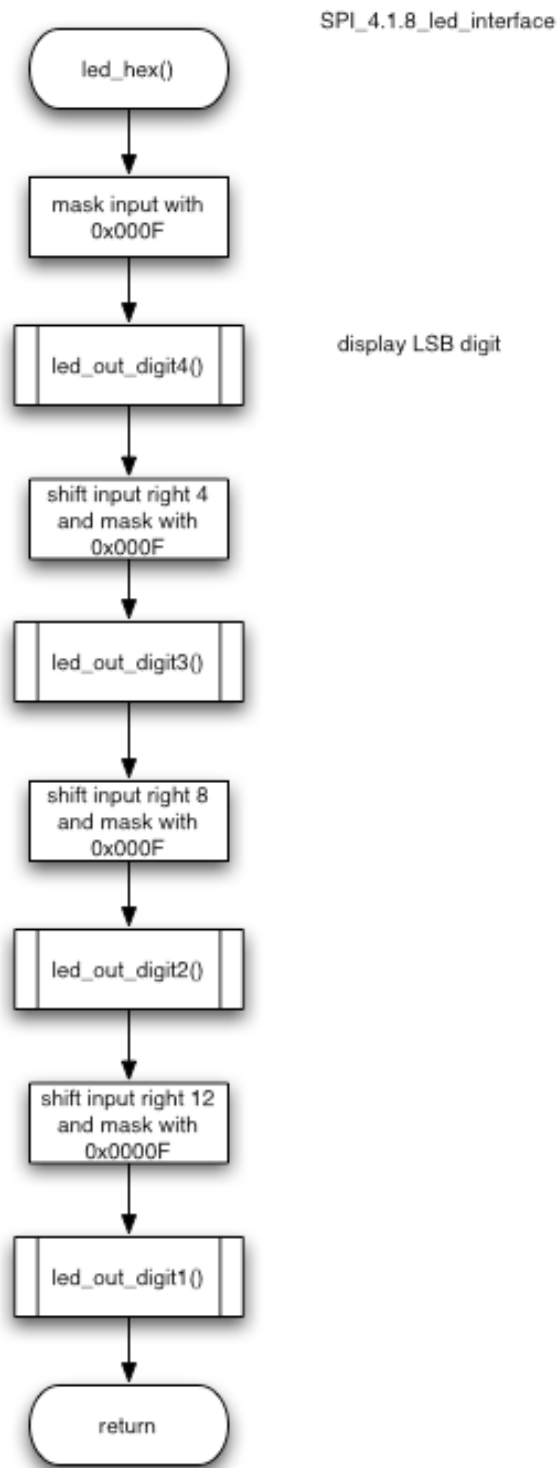 SPI_4.1.8_led_interface
led_hex()
mask input with
0x000F
led_out_digit4()
display LSB digit
shift input right 4
and mask with
0x000F
led_out_digit3()
shift input right 8
and mask with
0x000F
led_out_digit2()
shift input right 12
and mask with
0x0000F
led_out_digit1()
return